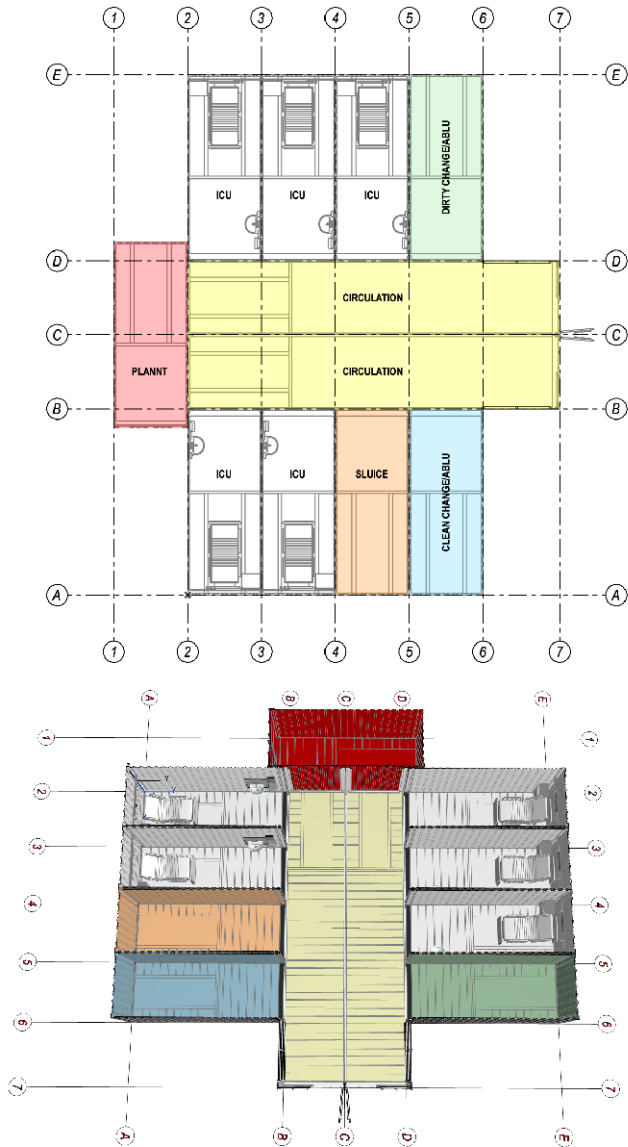 1 2 3 4 5 6 7
E E
ICU ICU ICU DIRTY CHANGE/ABLU
D D
CIRCULATION
C C
PLANNT CIRCULATION
B B
ICU ICU SLUICE CLEAN CHANGE/ABLU
A A
1 2 3 4 5 6 7
A B C D E
1 1
2 Y 2
3 3
4 4
5 5
6 6
7 7
A B C D E